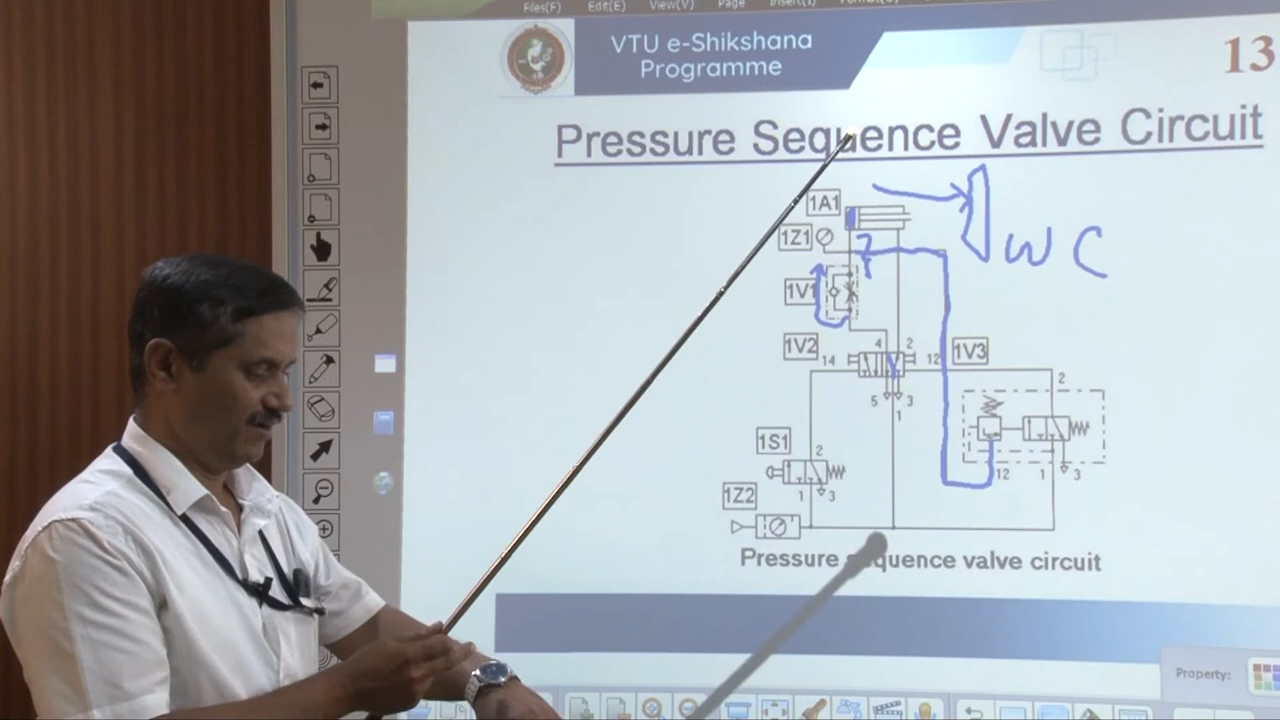 Files(F) Edit(E) View(V) Page Insert(I)
VTU e-Shikshana
Programme
13
Pressure Sequence Valve Circuit
1A1
1Z1
W C
1V1
1V2 14 4 2 12 1V3
2
5 3
1
1S1 2
12 1 3
1 3
1Z2
Pressure sequence valve circuit
Property: